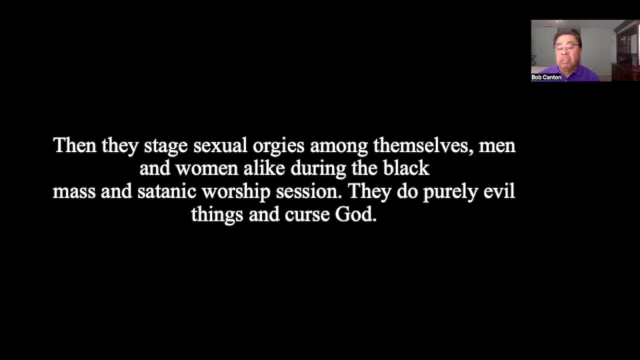 Bob Canton
Then they stage sexual orgies among themselves, men
and women alike during the black
mass and satanic worship session. They do purely evil
things and curse God.